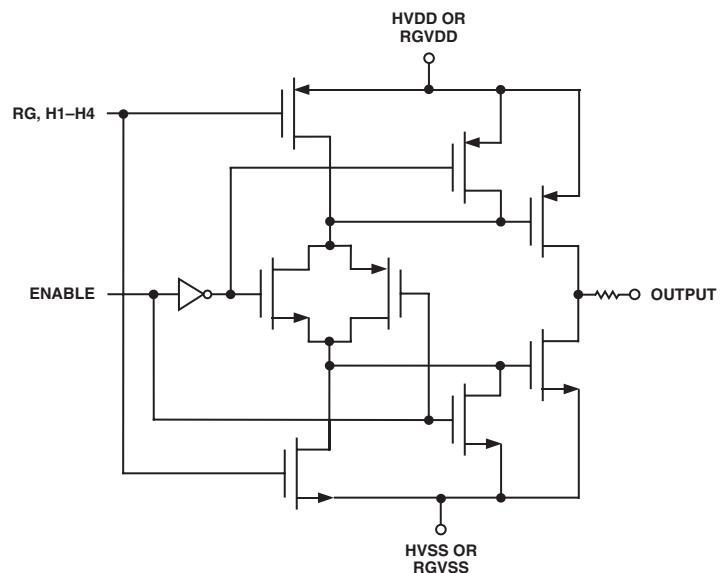 HVDD OR
RGVDD
RG, H1–H4
ENABLE
OUTPUT
HVSS OR
RGVSS